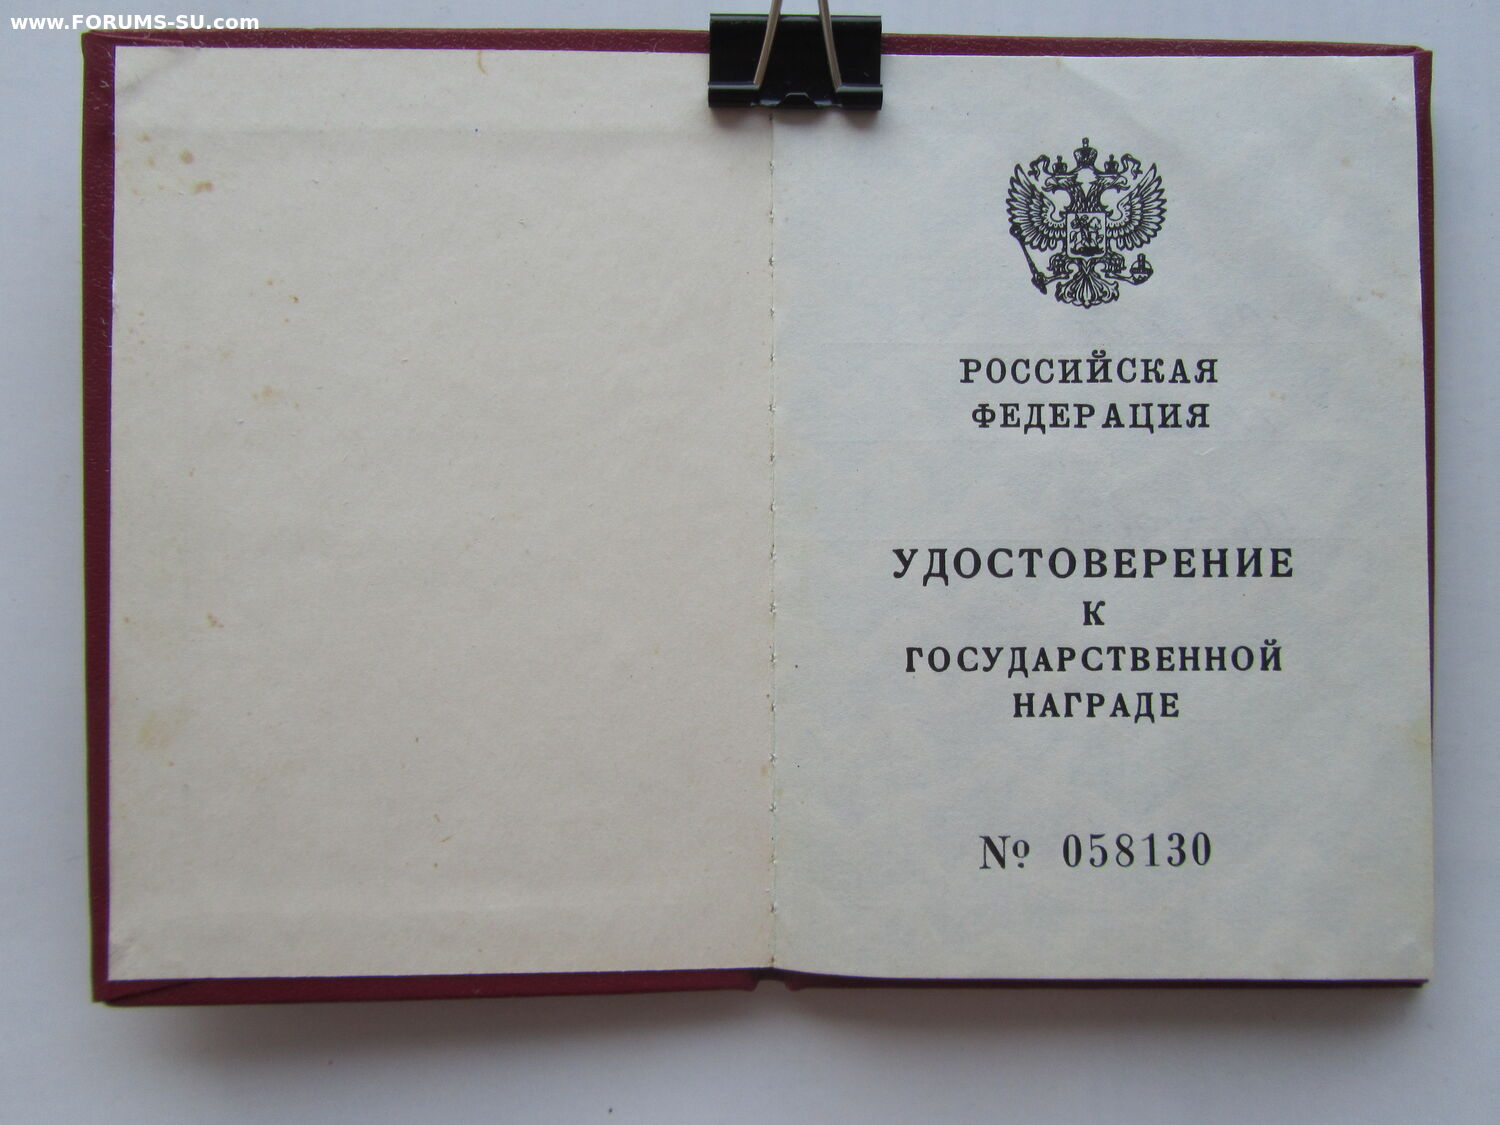 www.FORUMS-SU.com
РОССИЙСКАЯ
ФЕДЕРАЦИЯ
УДОСТОВЕРЕНИЕ
К
ГОСУДАРСТВЕННОЙ
НАГРАДЕ
№ 058130